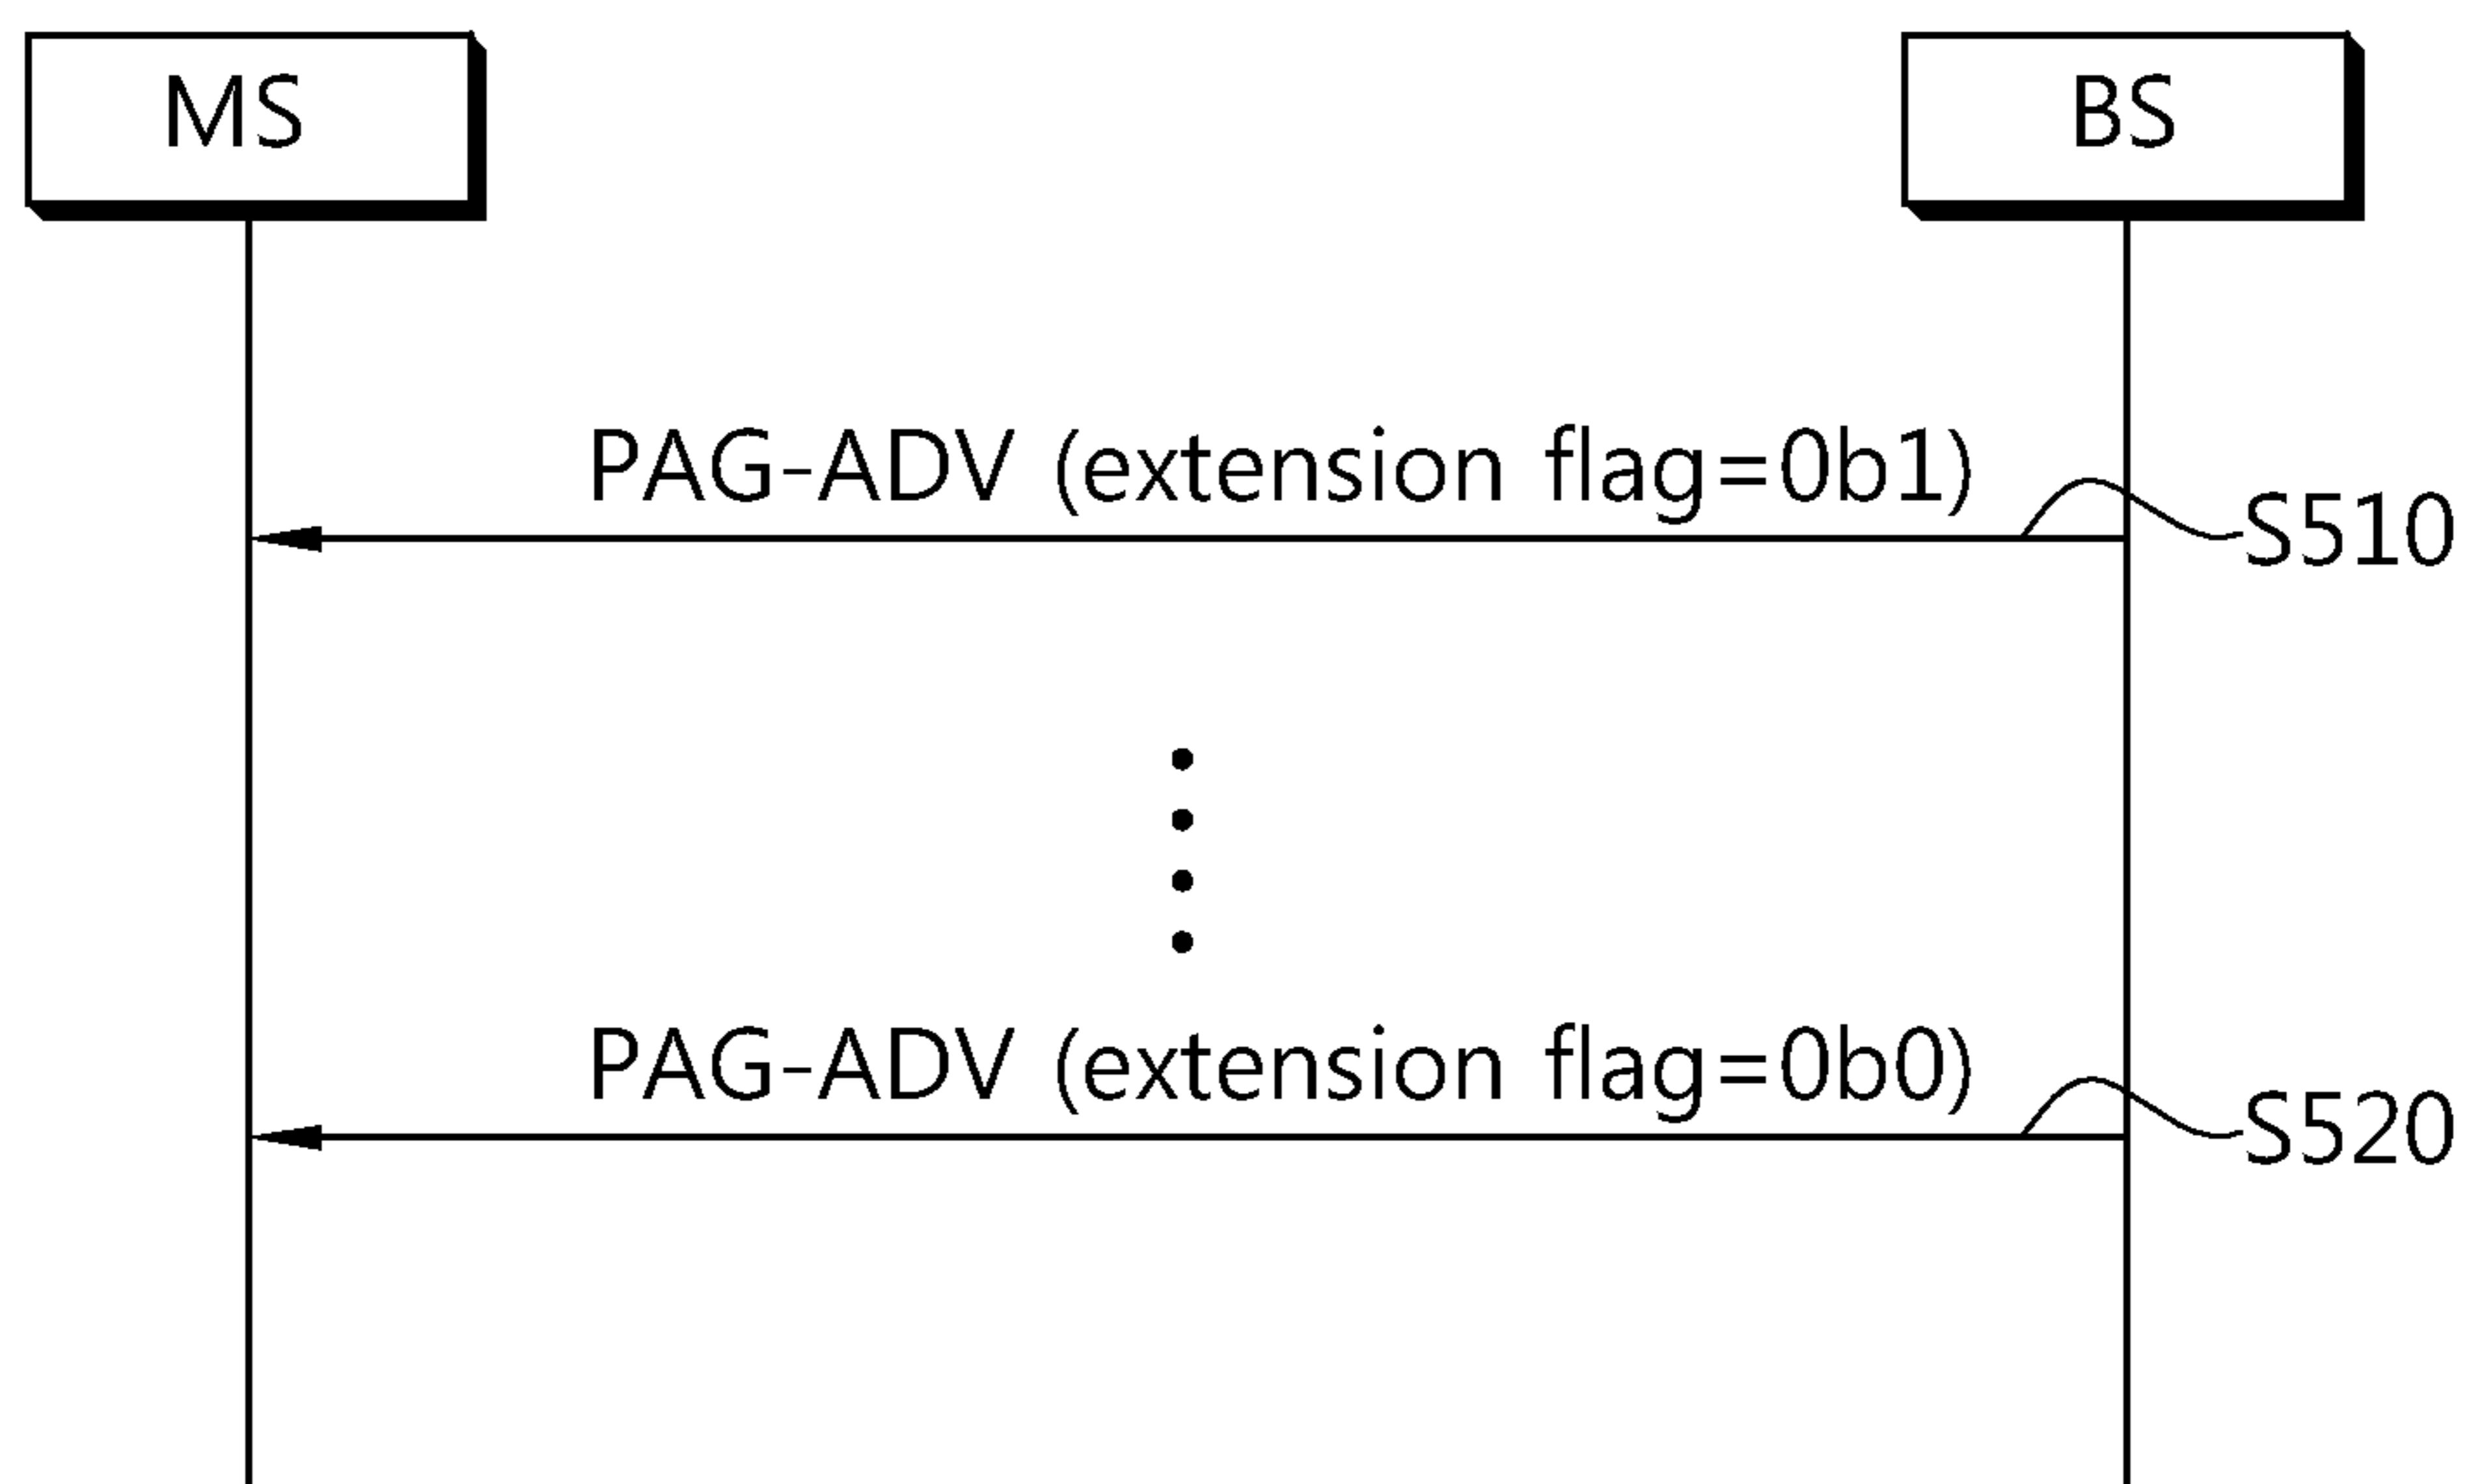 MS
BS
PAG-ADV (extension flag=0b1)
S510
PAG-ADV (extension flag=0b0)
S520